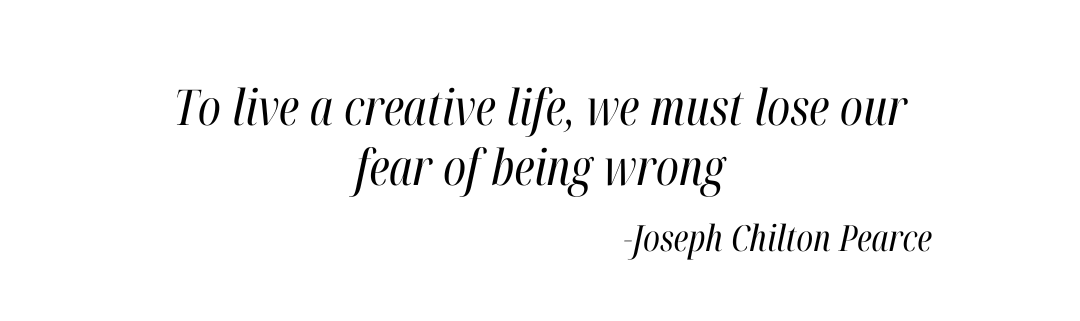 To live a creative life, we must lose our
fear of being wrong
-Joseph Chilton Pearce